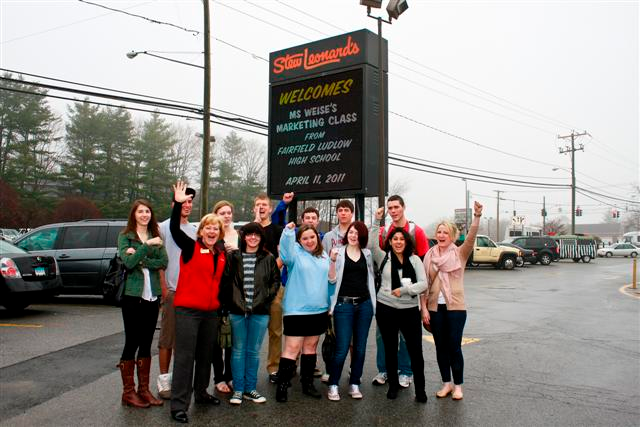 Stew Leonard's
WELCOMES
MS WEISE'S
MARKETING CLASS
FROM
FAIRFIELD LUDLOW
HIGH SCHOOL
APRIL 11, 2011